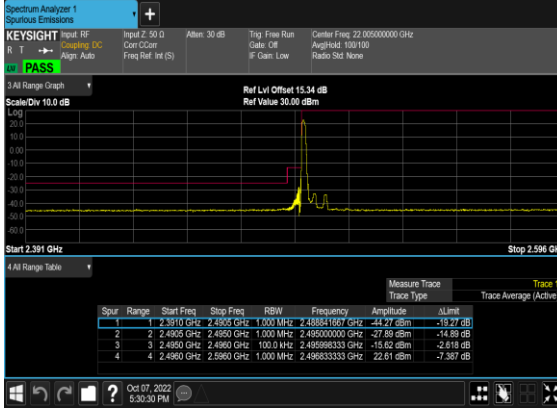 Spectrum Analyzer 1
Spurious Emissions
+
KEYSIGHT Input: RF Input Z: 50 Ω Atten: 30 dB Trig: Free Run Center Freq: 22.005000000 GHz
R T Coupling: DC Corr CCorr Gate: Off Avg|Hold: 100/100
Align: Auto Freq Ref: Int (S) IF Gain: Low Radio Std: None
LXI PASS
3 All Range Graph
Ref Lvl Offset 15.34 dB
Scale/Div 10.0 dB Ref Value 30.00 dBm
Log
20.0
10.0
0.00
-10.0
-20.0
-30.0
-40.0
-50.0
-60.0
Start 2.391 GHz Stop 2.596 GH
4 All Range Table
Measure Trace Trace 1
Trace Type Trace Average (Active
Spur Range Start Freq Stop Freq RBW Frequency Amplitude ΔLimit
1 1 2.3910 GHz 2.4905 GHz 1.000 MHz 2.488841667 GHz -44.27 dBm -19.27 dB
2 2 2.4905 GHz 2.4950 GHz 1.000 MHz 2.495000000 GHz -27.89 dBm -14.89 dB
3 3 2.4950 GHz 2.4960 GHz 100.0 kHz 2.495998333 GHz -15.62 dBm -2.618 dB
4 4 2.4960 GHz 2.5960 GHz 1.000 MHz 2.496833333 GHz 22.61 dBm -7.387 dB
? Oct 07, 2022
5:30:30 PM